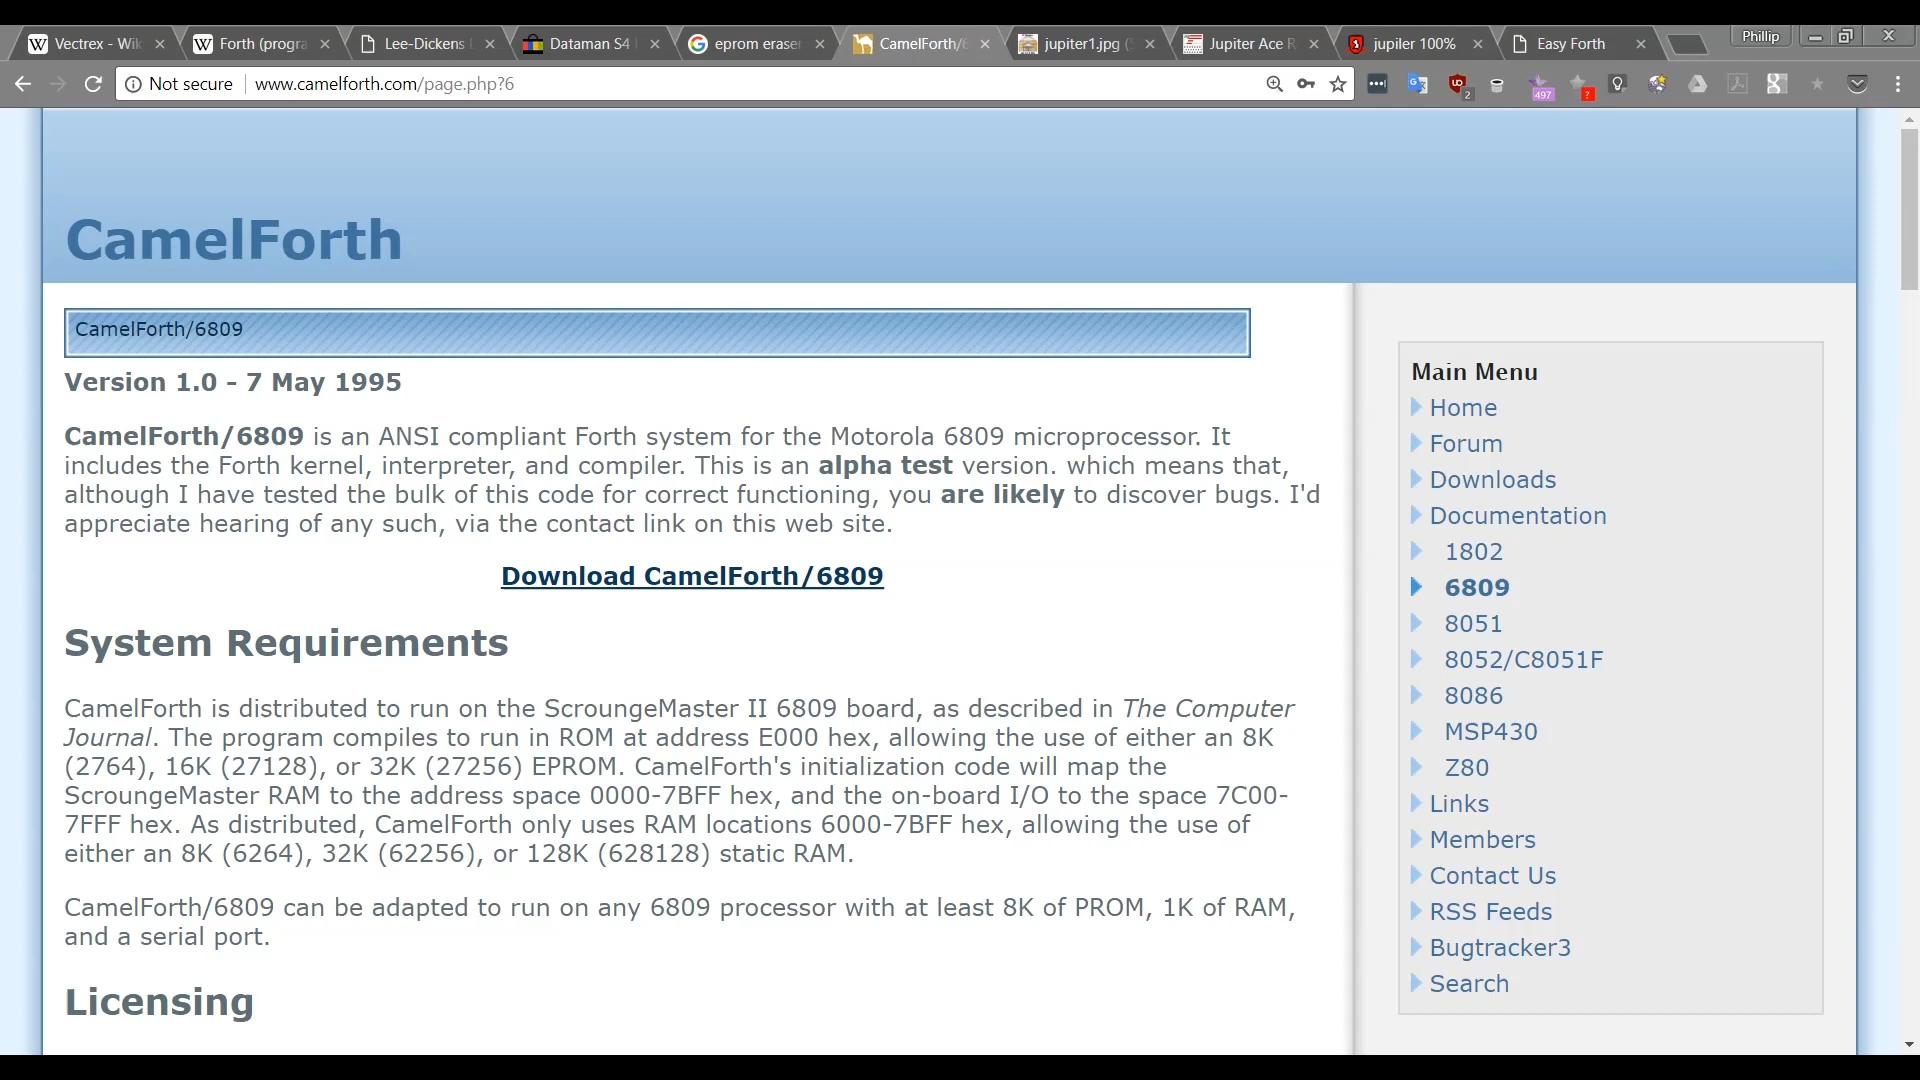 Vectrex - Wik
Forth (progra
Lee-Dickens L
Dataman S4
eprom eraser
CamelForth/6
jupiter1.jpg (
Jupiter Ace R
jupiler 100%
Easy Forth
Phillip
Not secure
www.camelforth.com/page.php?6
2
497
?
CamelForth
CamelForth/6809
Version 1.0 - 7 May 1995
CamelForth/6809 is an ANSI compliant Forth system for the Motorola 6809 microprocessor. It
includes the Forth kernel, interpreter, and compiler. This is an alpha test version. which means that,
although I have tested the bulk of this code for correct functioning, you are likely to discover bugs. I'd
appreciate hearing of any such, via the contact link on this web site.
Download CamelForth/6809
System Requirements
CamelForth is distributed to run on the ScroungeMaster II 6809 board, as described in The Computer
Journal. The program compiles to run in ROM at address E000 hex, allowing the use of either an 8K
(2764), 16K (27128), or 32K (27256) EPROM. CamelForth's initialization code will map the
ScroungeMaster RAM to the address space 0000-7BFF hex, and the on-board I/O to the space 7C00-
7FFF hex. As distributed, CamelForth only uses RAM locations 6000-7BFF hex, allowing the use of
either an 8K (6264), 32K (62256), or 128K (628128) static RAM.
CamelForth/6809 can be adapted to run on any 6809 processor with at least 8K of PROM, 1K of RAM,
and a serial port.
Licensing
Main Menu
Home
Forum
Downloads
Documentation
1802
6809
8051
8052/C8051F
8086
MSP430
Z80
Links
Members
Contact Us
RSS Feeds
Bugtracker3
Search